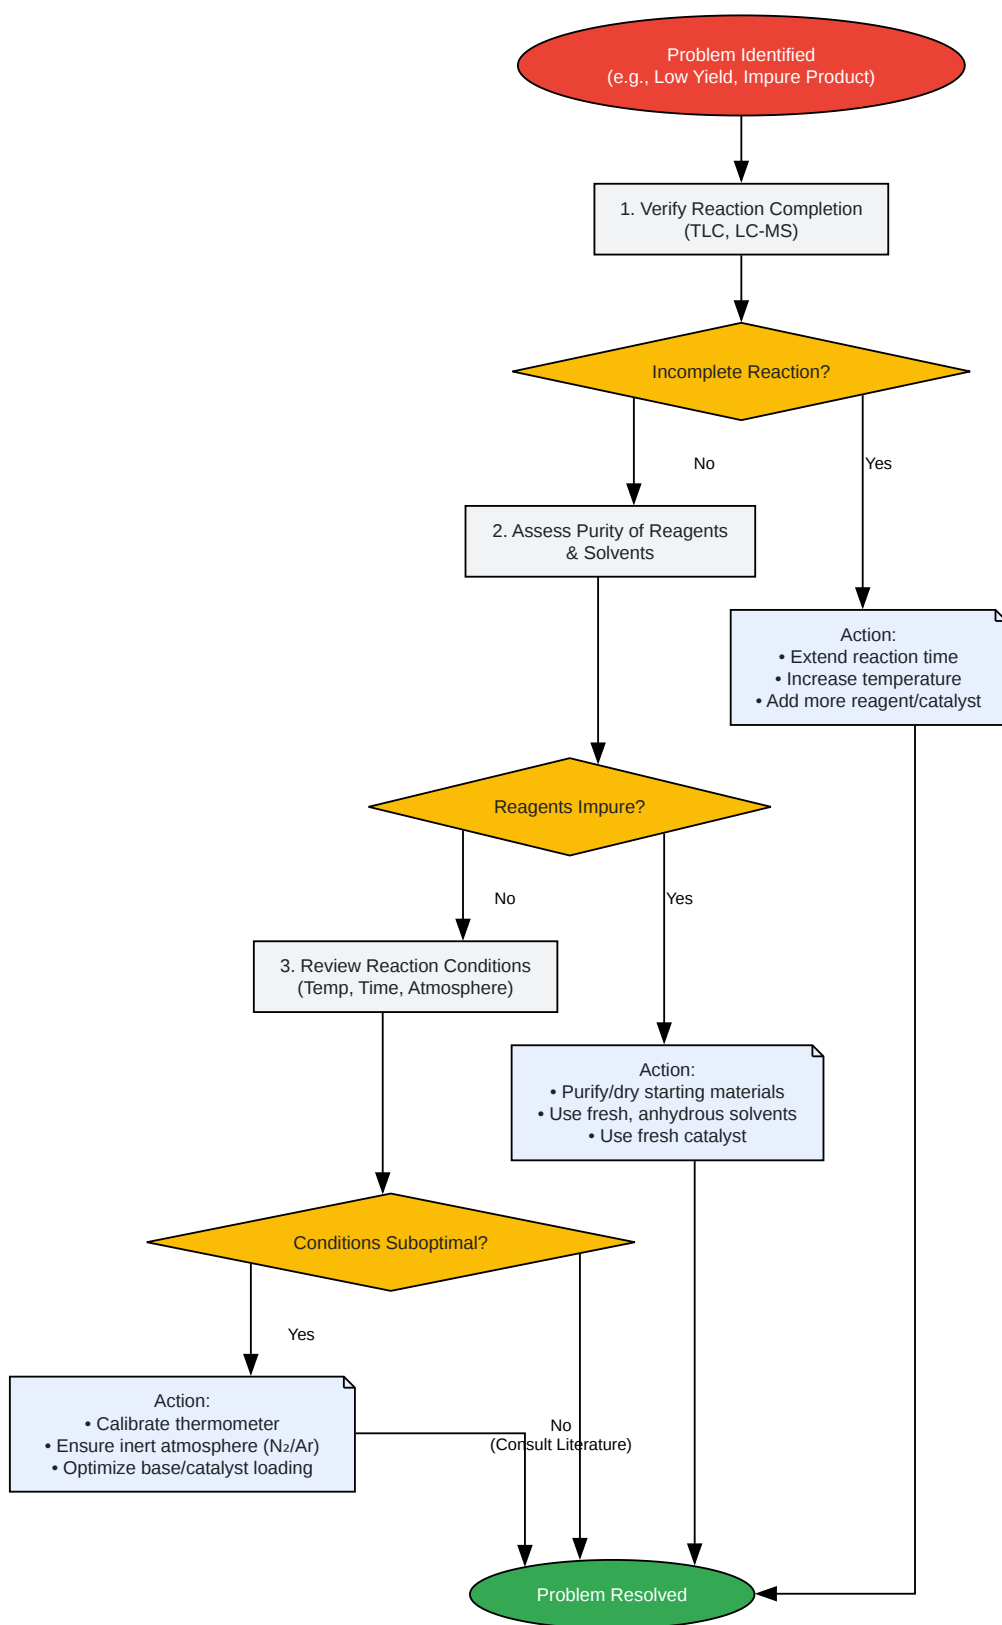 Problem Identified
(e.g., Low Yield, Impure Product)
1. Verify Reaction Completion
(TLC, LC-MS)
Incomplete Reaction?
No
Yes
2. Assess Purity of Reagents
& Solvents
Action:
• Extend reaction time
• Increase temperature
• Add more reagent/catalyst
Reagents Impure?
No
Yes
3. Review Reaction Conditions
(Temp, Time, Atmosphere)
Action:
• Purify/dry starting materials
• Use fresh, anhydrous solvents
• Use fresh catalyst
Conditions Suboptimal?
Yes
Action:
• Calibrate thermometer
• Ensure inert atmosphere (N₂/Ar)
• Optimize base/catalyst loading
No
(Consult Literature)
Problem Resolved